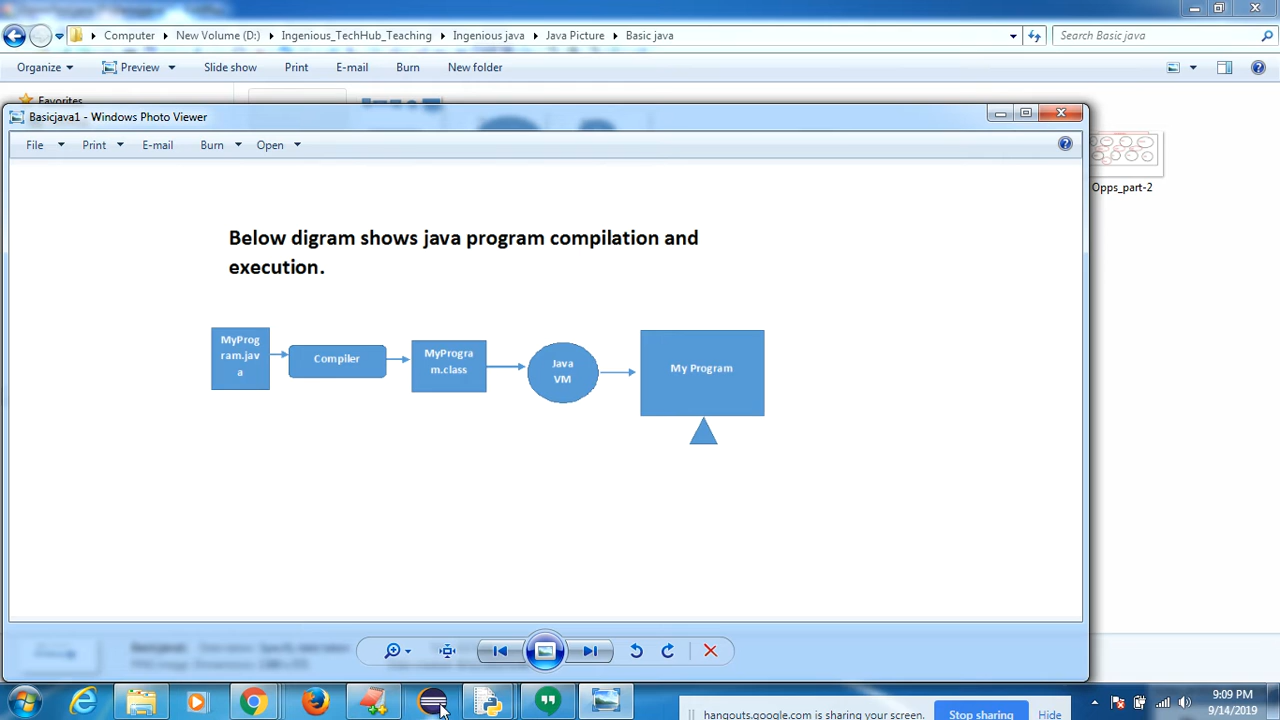 Computer New Volume (D:) Ingenious_TechHub_Teaching Ingenious java Java Picture Basic java
Search Basic java
Organize Preview Slide show Print E-mail Burn New folder
Favorites
Basicjava1 - Windows Photo Viewer
File Print E-mail Burn Open
Opps_part-2
Below digram shows java program compilation and
execution.
MyProg
ram.jav
a
Compiler
MyProgra
m.class
Java
VM
My Program
hangouts.google.com is sharing your screen.
Stop sharing
Hide
9:09 PM
9/14/2019